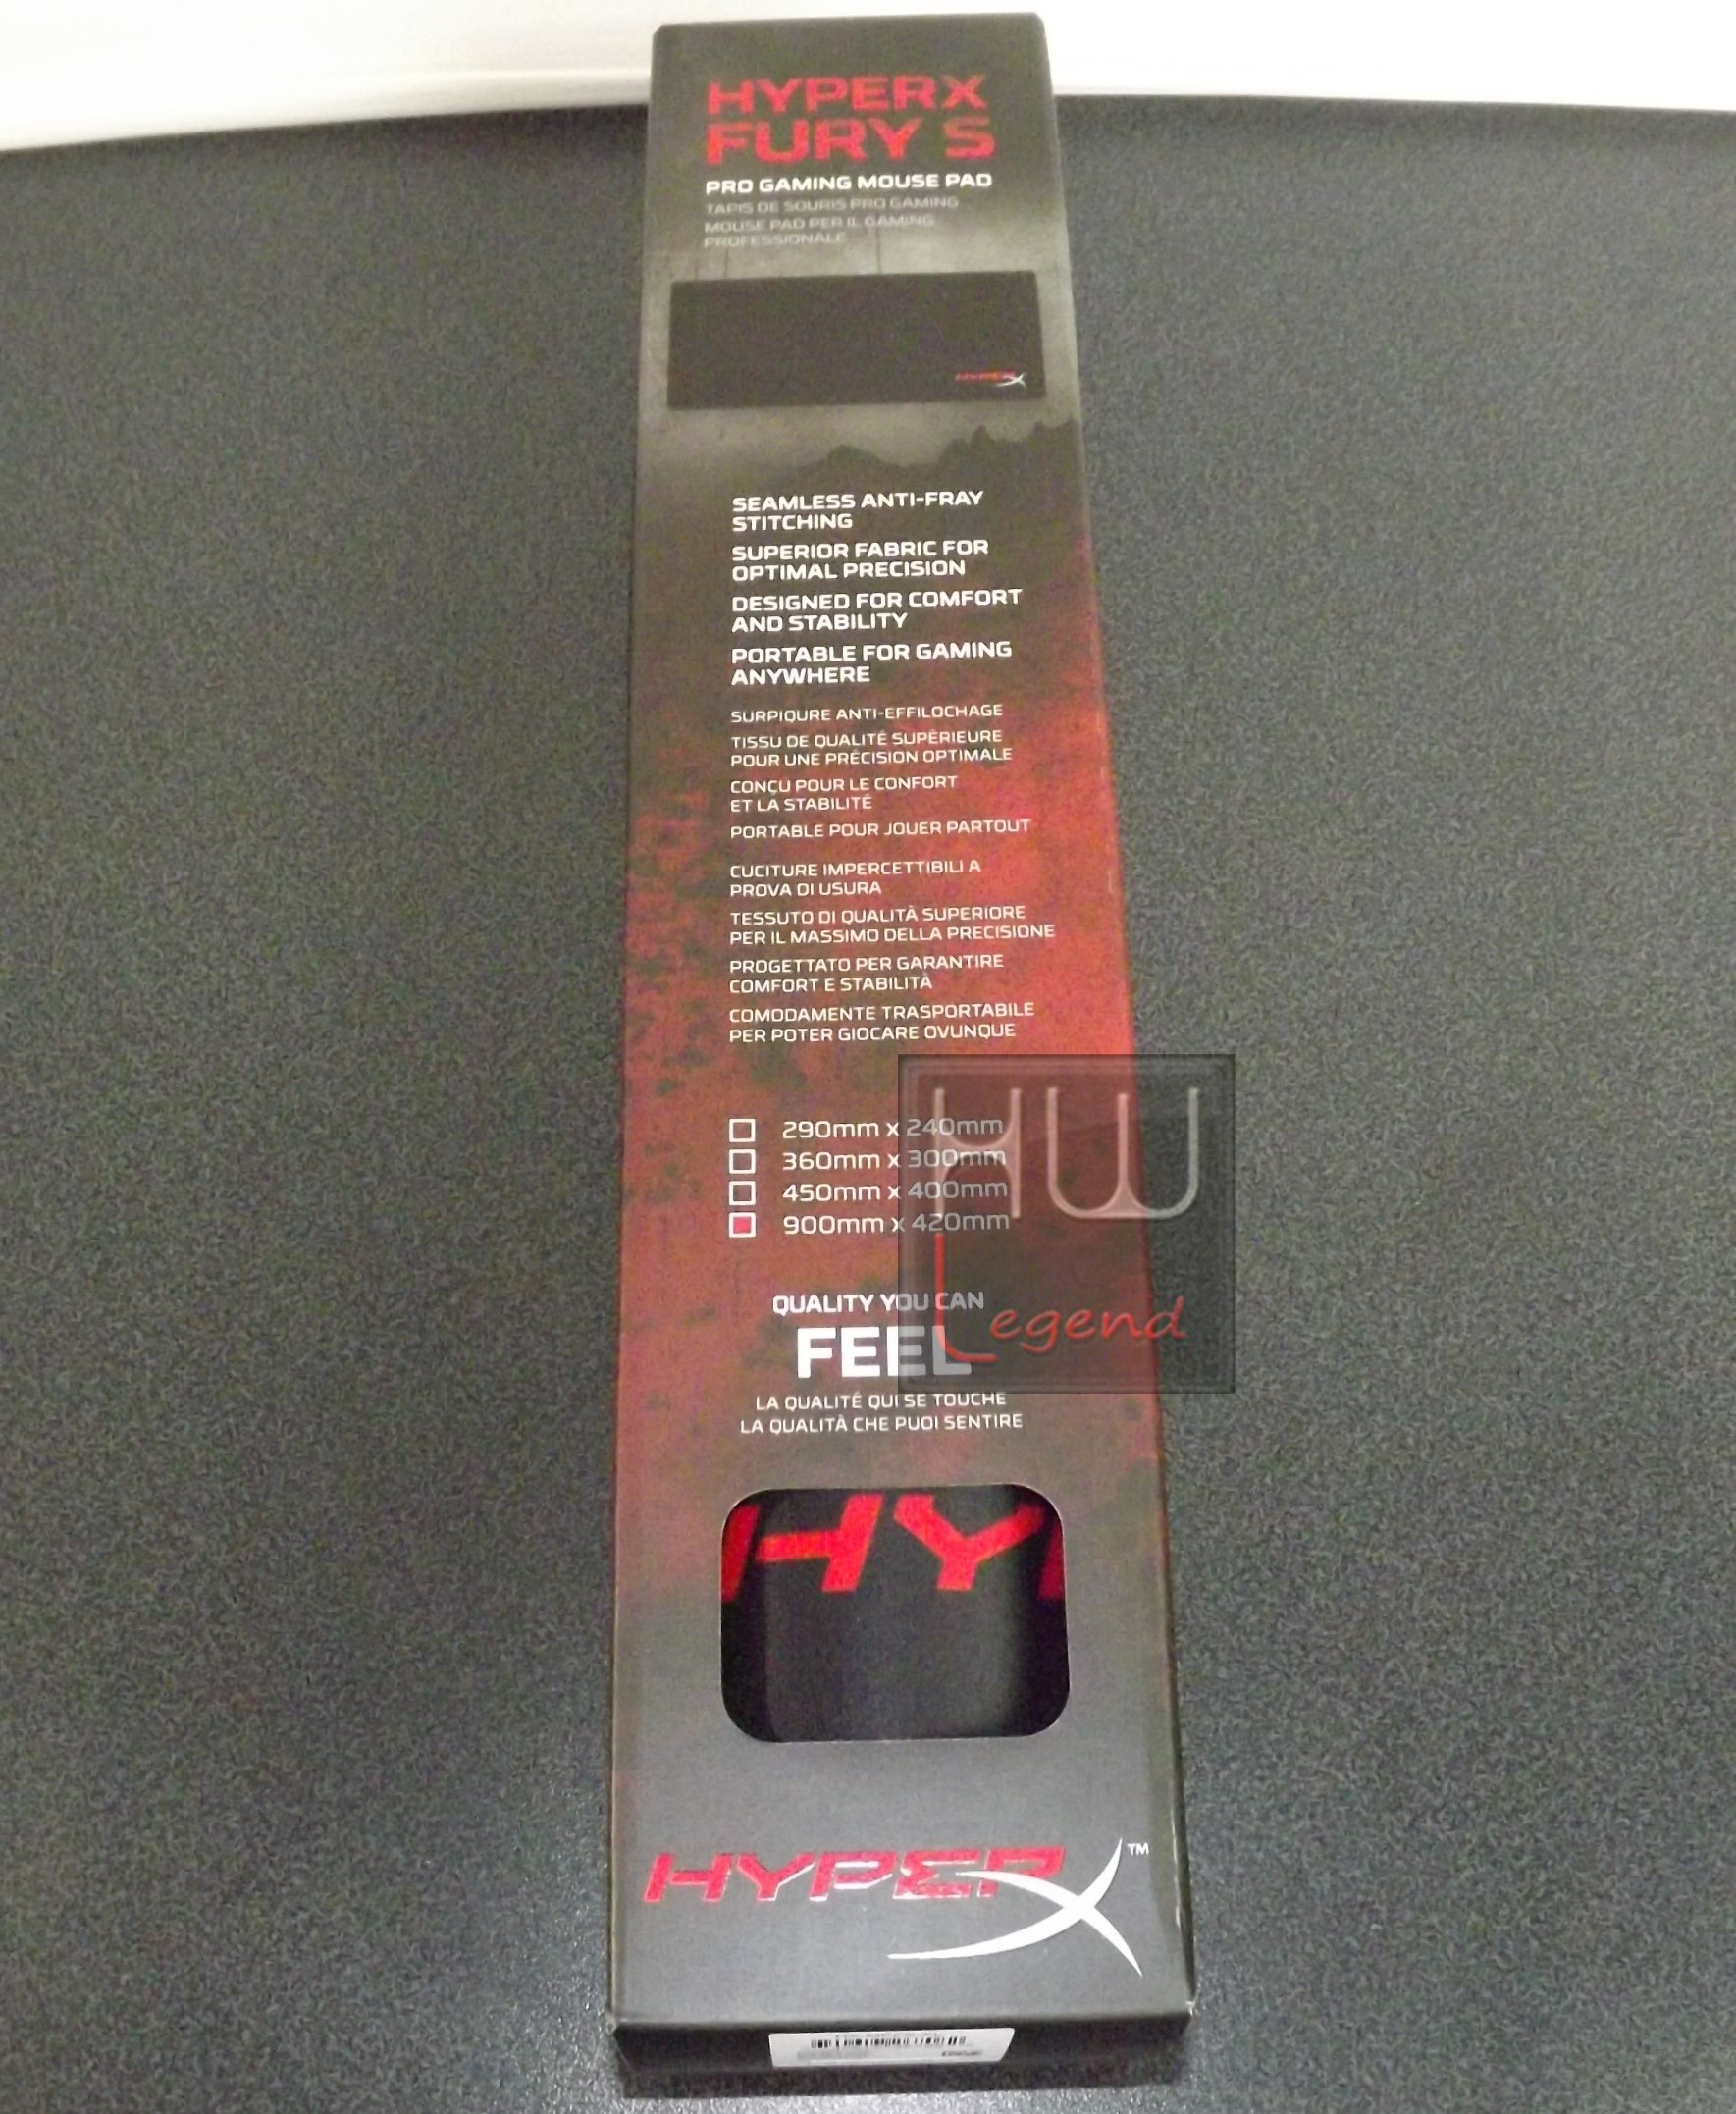 HYPERX
FURY S
PRO GAMING MOUSE PAD
TAPIS DE SOURIS PRO GAMING
MOUSE PAD PER IL GAMING
PROFESSIONALE
HYPERX
SEAMLESS ANTI-FRAY
STITCHING
SUPERIOR FABRIC FOR
OPTIMAL PRECISION
DESIGNED FOR COMFORT
AND STABILITY
PORTABLE FOR GAMING
ANYWHERE
SURPIQURE ANTI-EFFILOCHAGE
TISSU DE QUALITÉ SUPÉRIEURE
POUR UNE PRÉCISION OPTIMALE
CONÇU POUR LE CONFORT
ET LA STABILITÉ
PORTABLE POUR JOUER PARTOUT
CUCITURE IMPERCETTIBILI A
PROVA DI USURA
TESSUTO DI QUALITÀ SUPERIORE
PER IL MASSIMO DELLA PRECISIONE
PROGETTATO PER GARANTIRE
COMFORT E STABILITÀ
COMODAMENTE TRASPORTABILE
PER POTER GIOCARE OVUNQUE
290mm x 240mm
360mm x 300mm
450mm x 400mm
900mm x 420mm
HW
Legend
QUALITY YOU CAN
FEEL
LA QUALITÉ QUI SE TOUCHE
LA QUALITÀ CHE PUOI SENTIRE
HY
HYPERX™